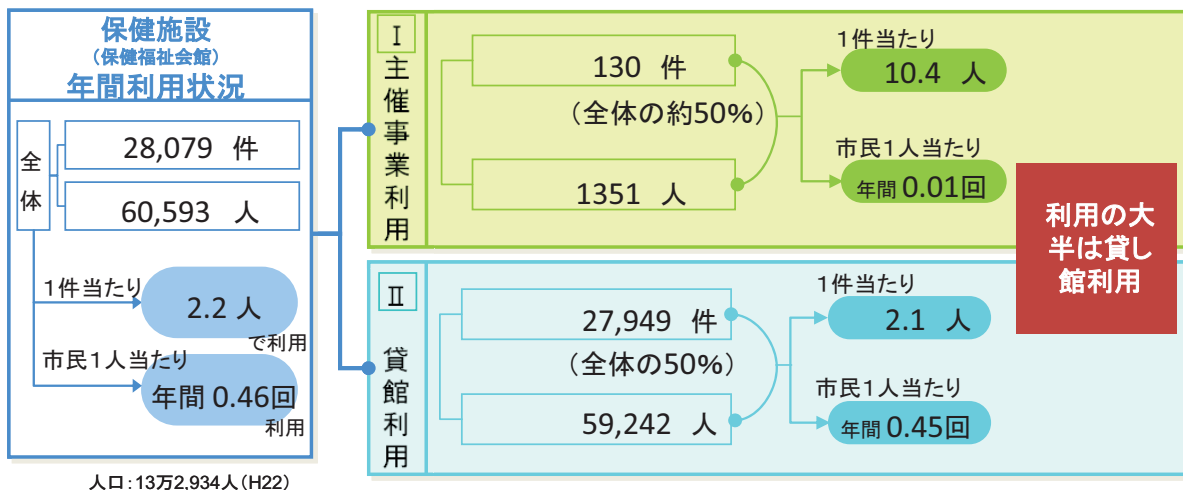 保健施設
(保健福祉会館)
年間利用状況
全体
28,079 件
60,593 人
1件当たり
2.2 人
で利用
市民1人当たり
年間 0.46回
利用
人口:13万2,934人(H22)
Ⅰ
主催事業利用
130 件
(全体の約50%)
1351 人
1件当たり
10.4 人
市民1人当たり
年間 0.01回
Ⅱ
貸館利用
27,949 件
(全体の50%)
59,242 人
1件当たり
2.1 人
市民1人当たり
年間 0.45回
利用の大
半は貸し
館利用